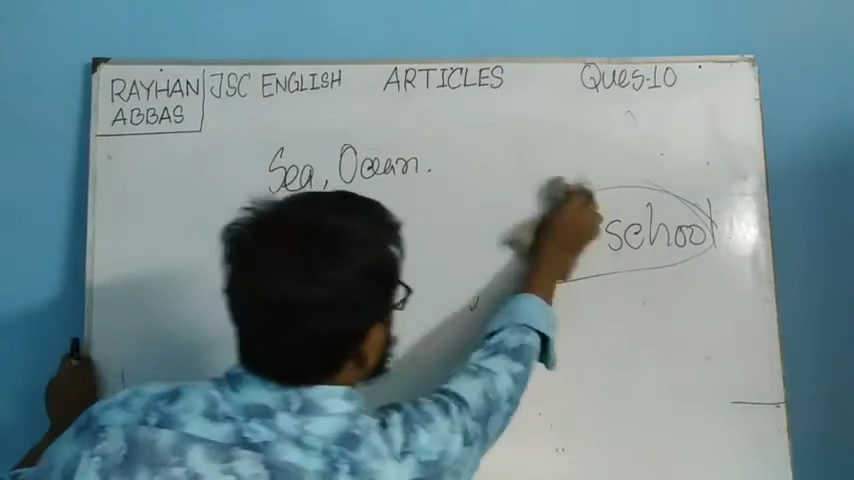 RAYHAN ABBAS
JSC ENGLISH ARTICLES QUES-10
Sea, Ocean.
school